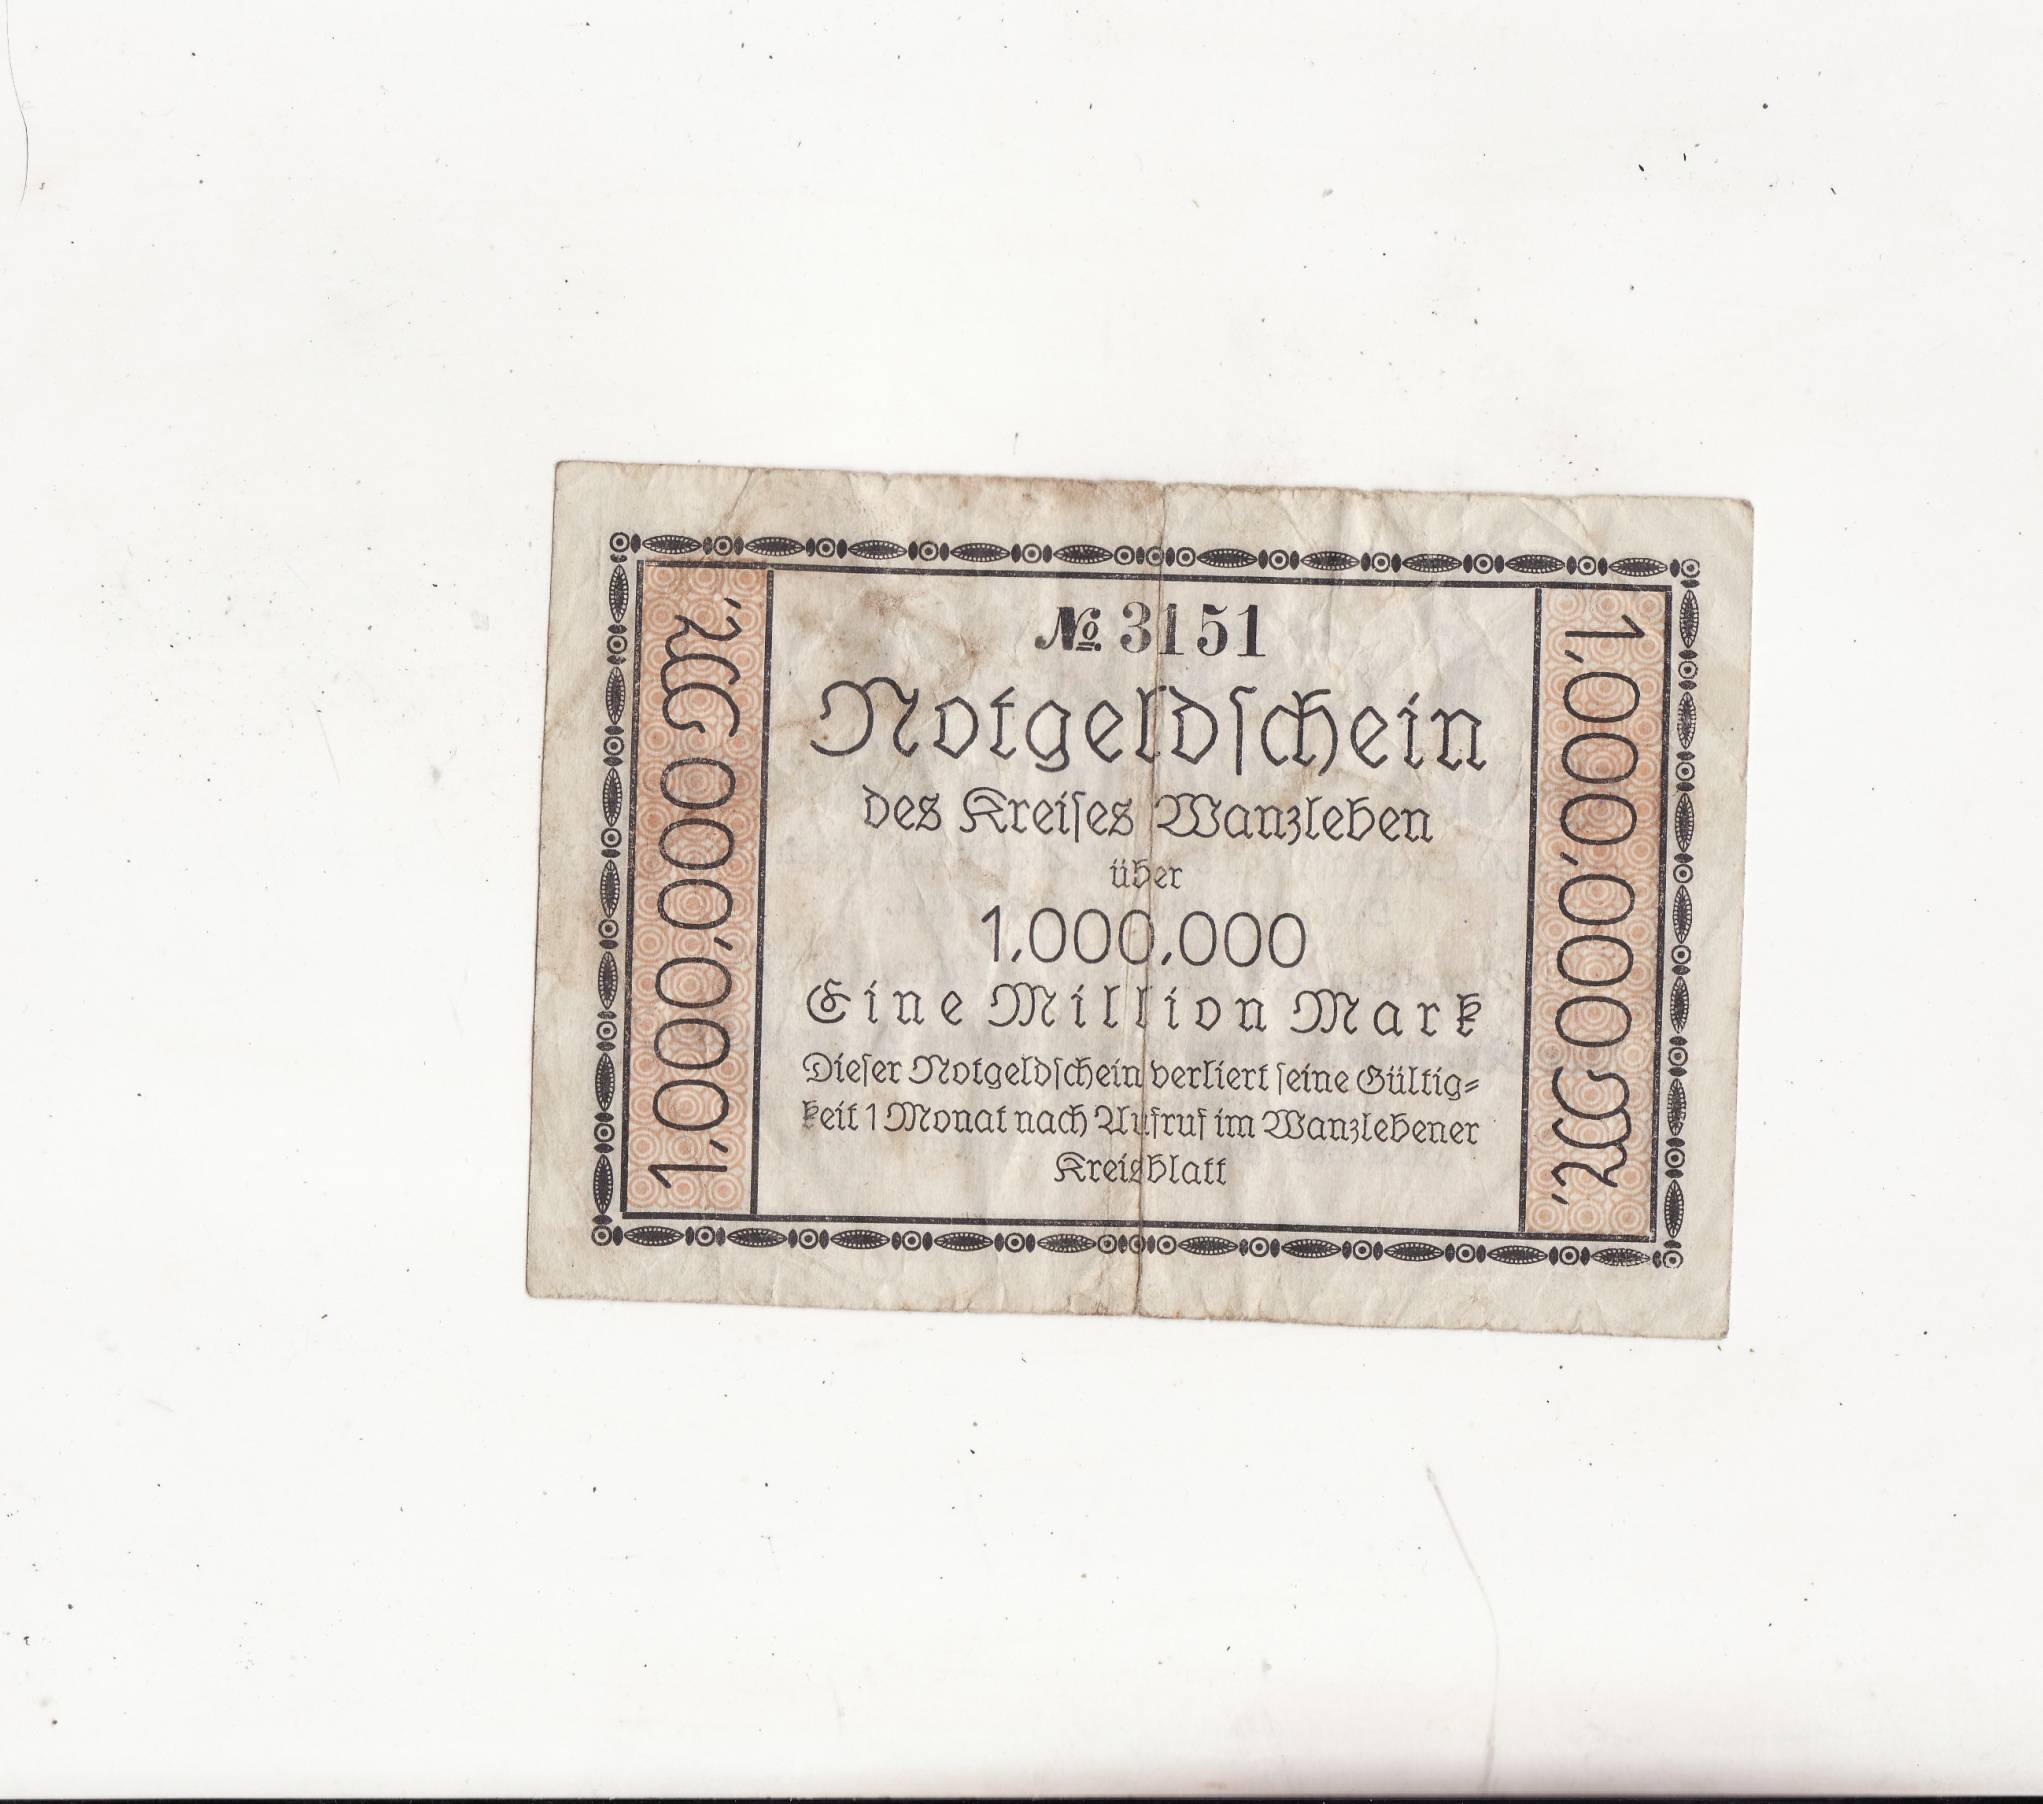 № 3151
Notgeldschein
des Kreises Wanzleben
über
1.000.000
Eine Million Mark
Dieser Notgeldschein verliert seine Gültig-
keit 1 Monat nach Aufruf im Wanzlebener
Kreisblatt
1,000,000 M.
1,000,000 M.